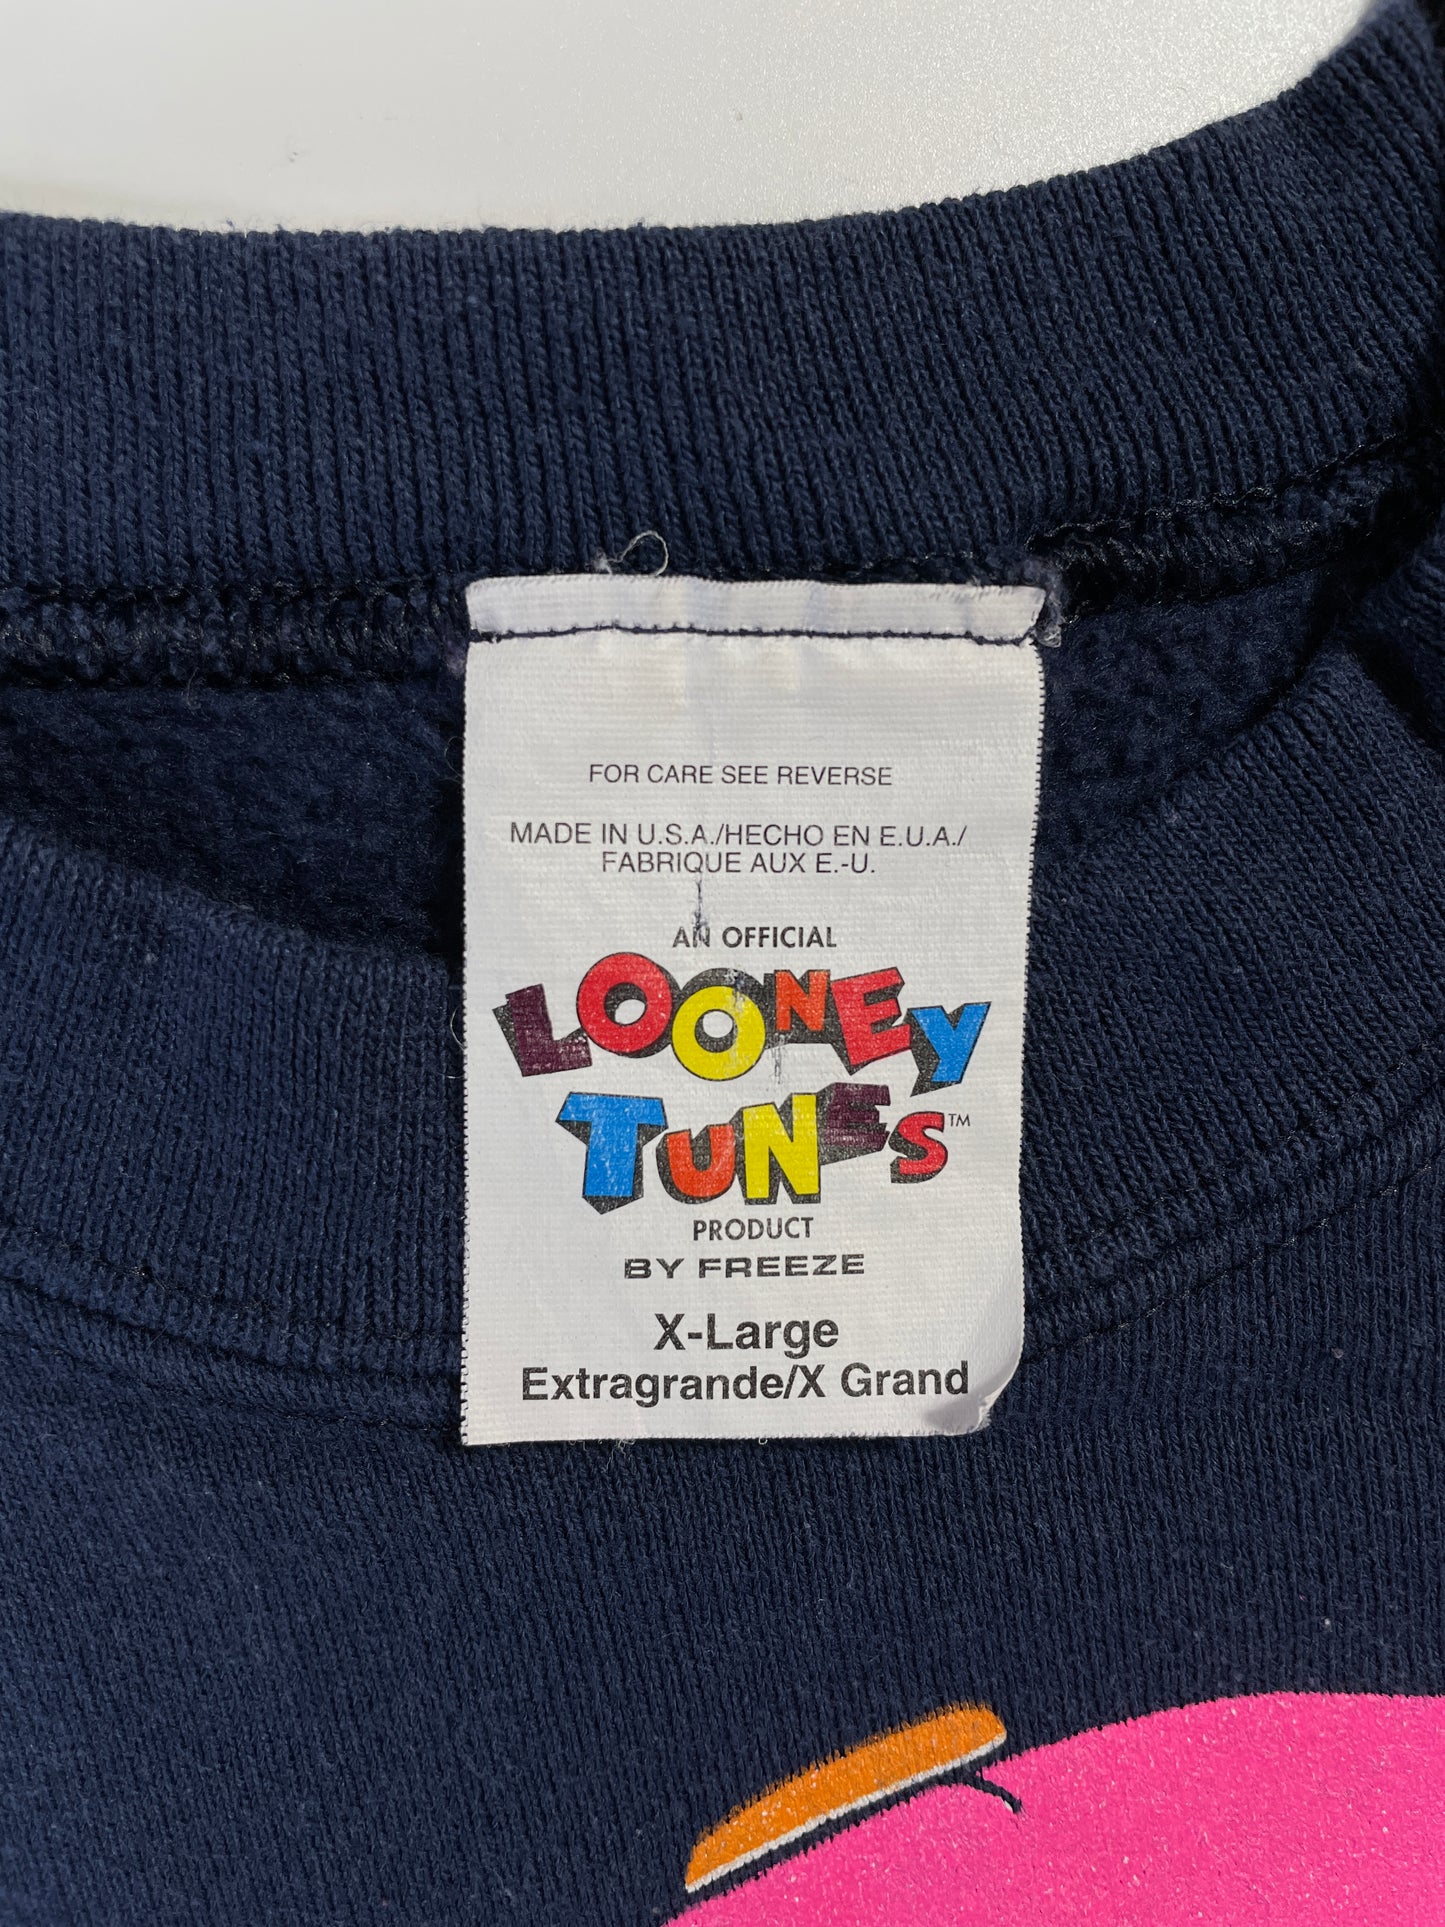 FOR CARE SEE REVERSE
MADE IN U.S.A./HECHO EN E.U.A./
FABRIQUE AUX E.-U.
AN OFFICIAL
LOONEY
TUNES™
PRODUCT
BY FREEZE
X-Large
Extragrande/X Grand